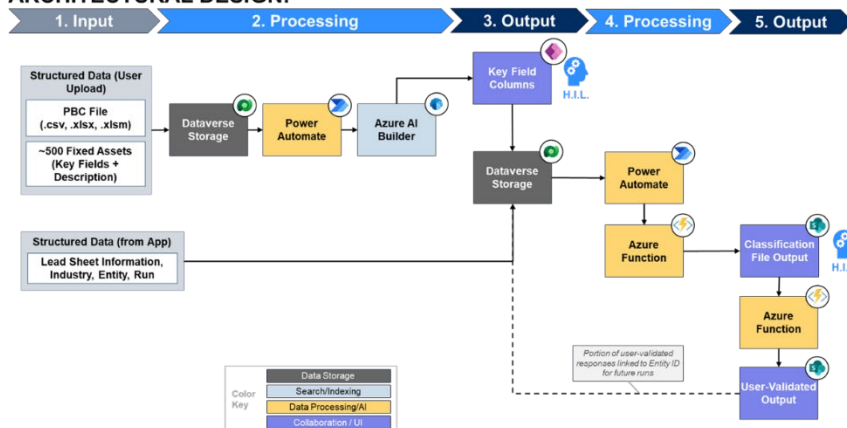 ARCHITECTURAL DESIGN:
1. Input
2. Processing
3. Output
4. Processing
5. Output
Structured Data (User
Upload)
PBC File
(.csv, .xlsx, .xlsm)
~500 Fixed Assets
(Key Fields +
Description)
Dataverse
Storage
Power
Automate
Azure AI
Builder
Key Field
Columns
H.I.L.
Dataverse
Storage
Power
Automate
Azure
Function
Classification
File Output
H.I.L
Azure
Function
User-Validated
Output
Structured Data (from App)
Lead Sheet Information,
Industry, Entity, Run
Portion of user-validated
responses linked to Entity ID
for future runs
Color
Key
Data Storage
Search/Indexing
Data Processing/AI
Collaboration / UI